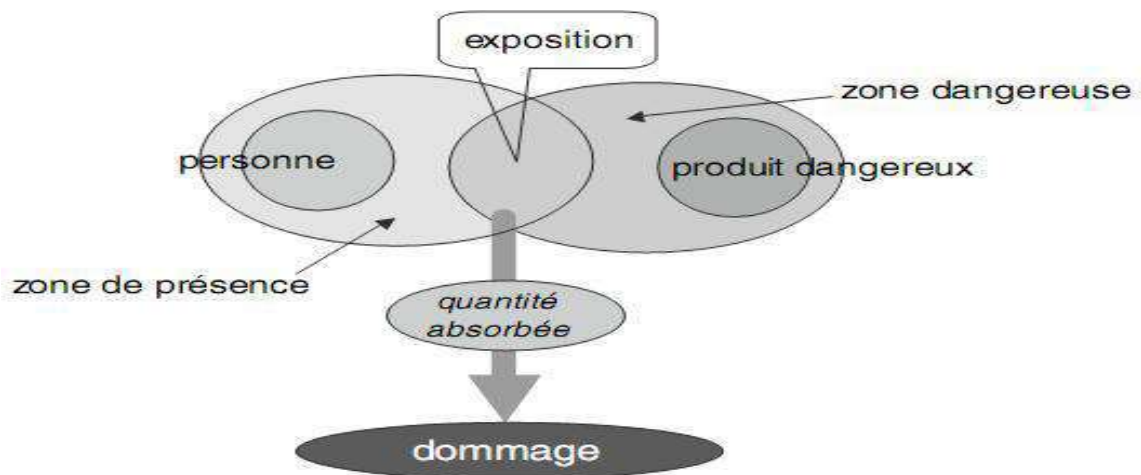 exposition
zone dangereuse
personne
produit dangereux
zone de présence
quantité
absorbée
dommage